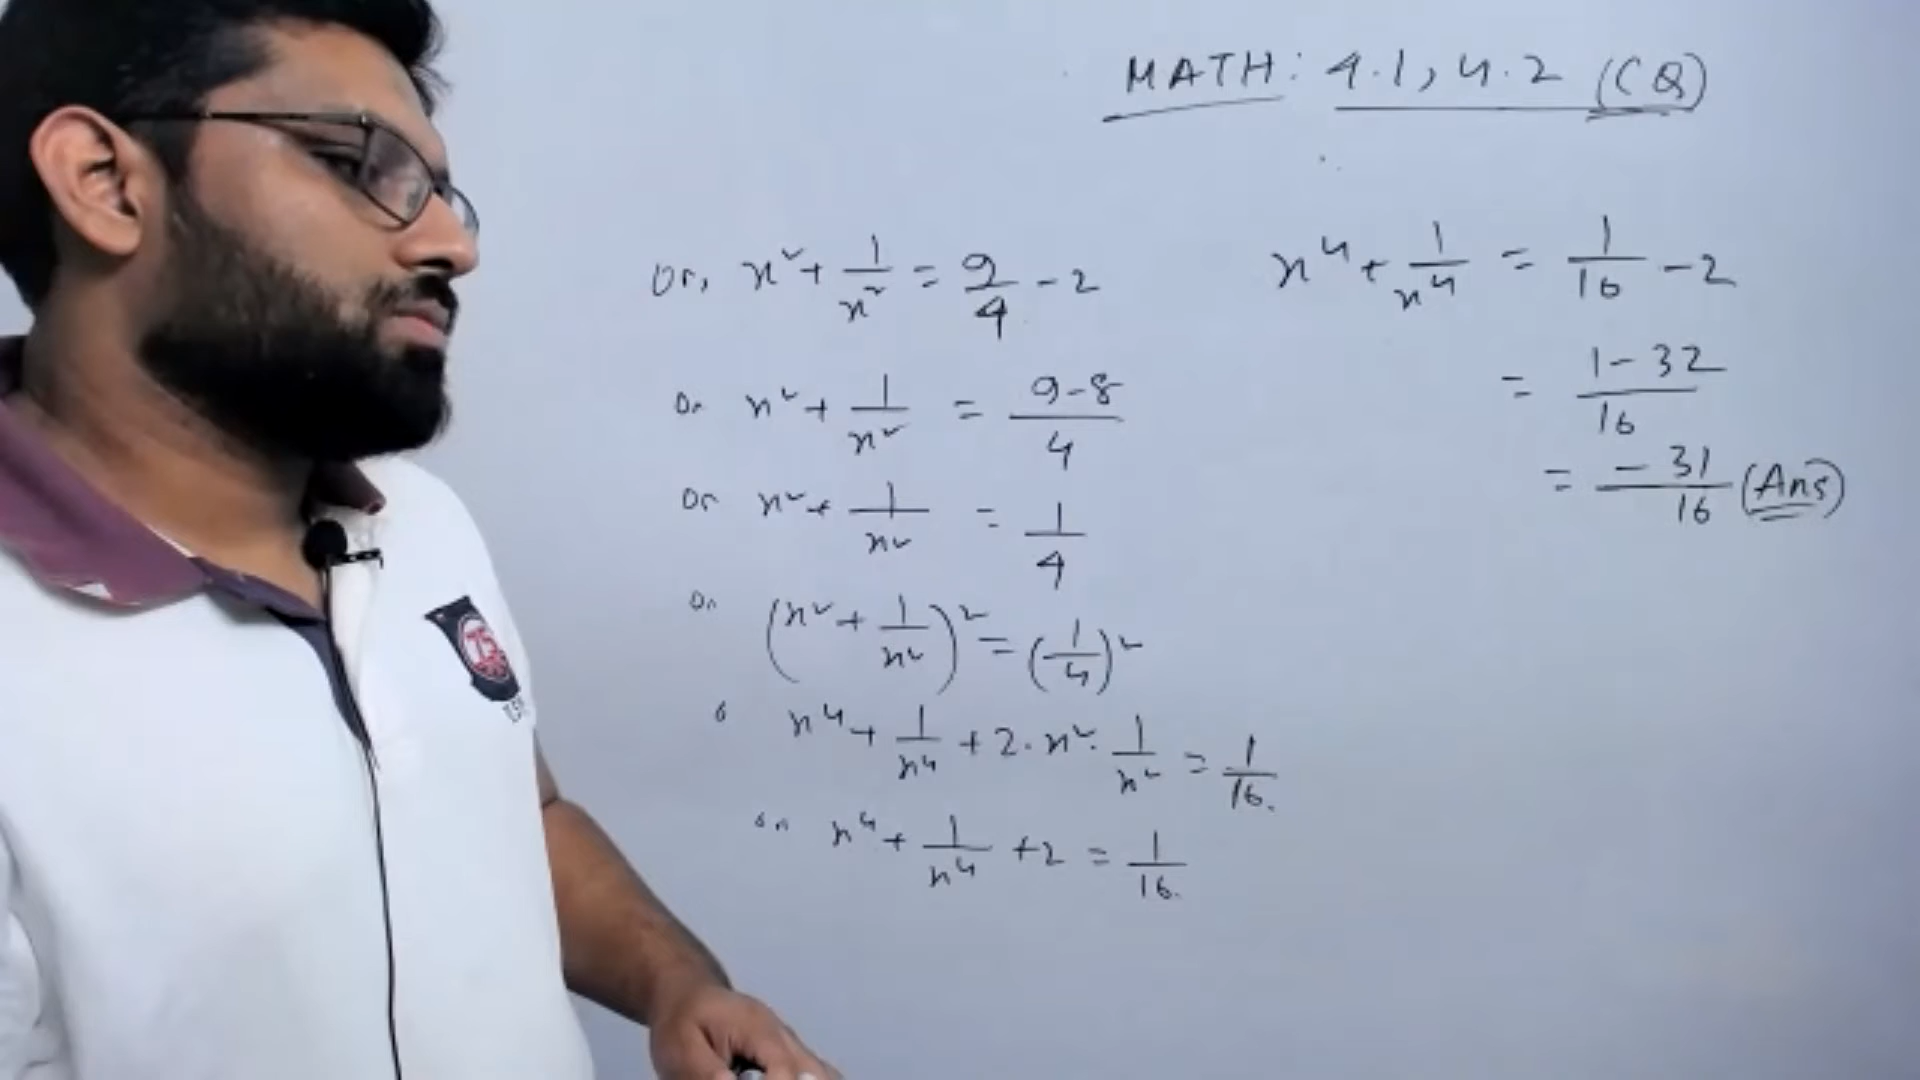 MATH: 4.1, 4.2 (CQ)
Or, x² + 1/x² = 9/4 - 2
Or x² + 1/x² = 9-8/4
Or x² + 1/x² = 1/4
Or (x² + 1/x²)² = (1/4)²
o x⁴ + 1/x⁴ + 2·x²·1/x² = 1/16.
or x⁴ + 1/x⁴ + 2 = 1/16.
x⁴ + 1/x⁴ = 1/16 - 2
= 1-32/16
= -31/16 (Ans)